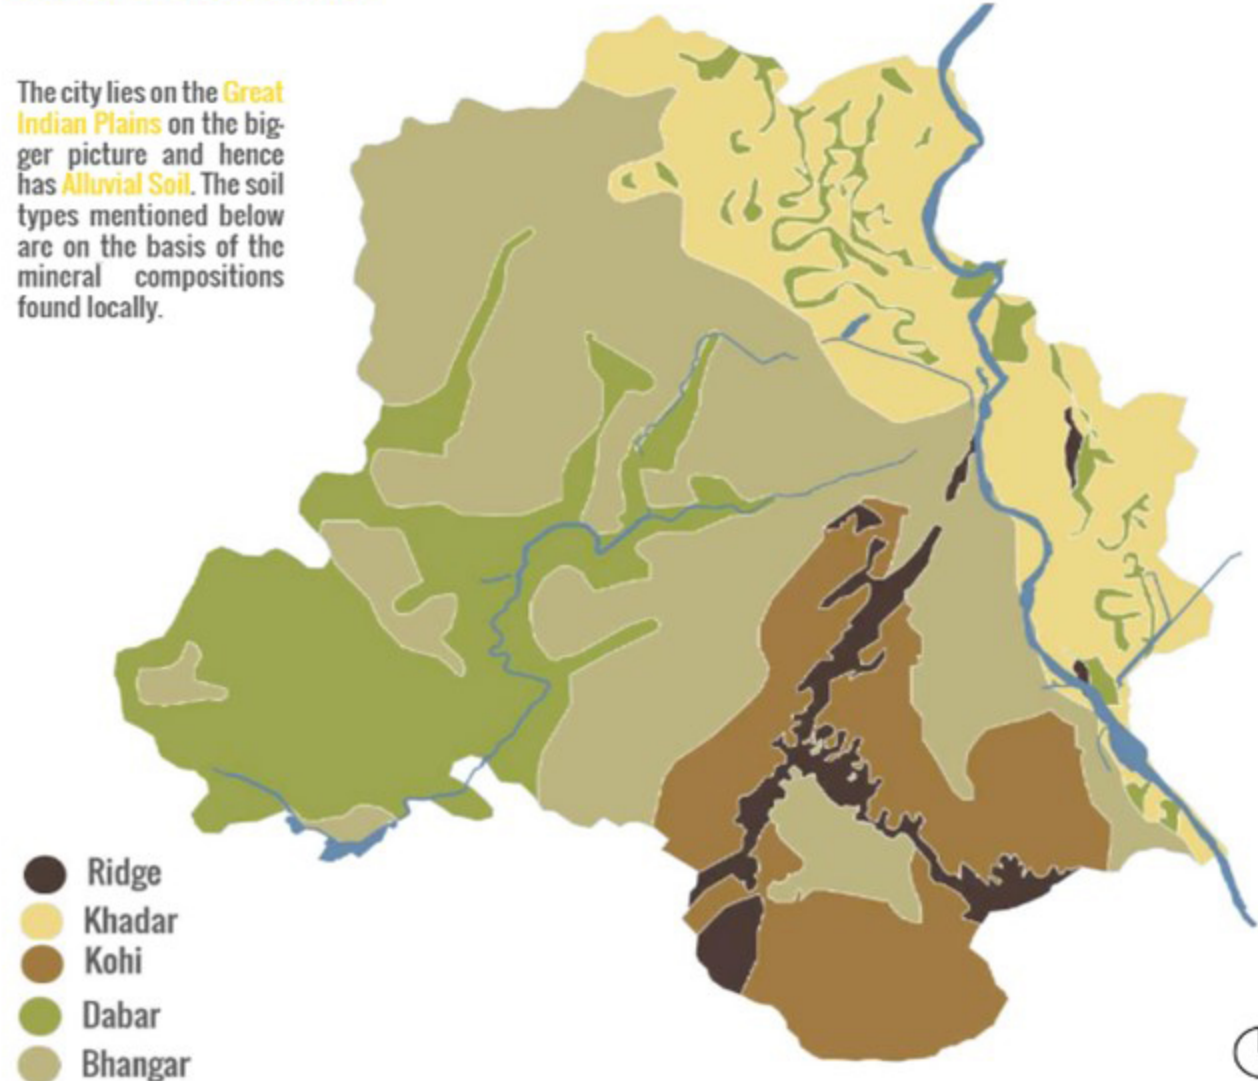 The city lies on the Great
Indian Plains on the big-
ger picture and hence
has Alluvial Soil. The soil
types mentioned below
are on the basis of the
mineral compositions
found locally.
Ridge
Khadar
Kohi
Dabar
Bhangar